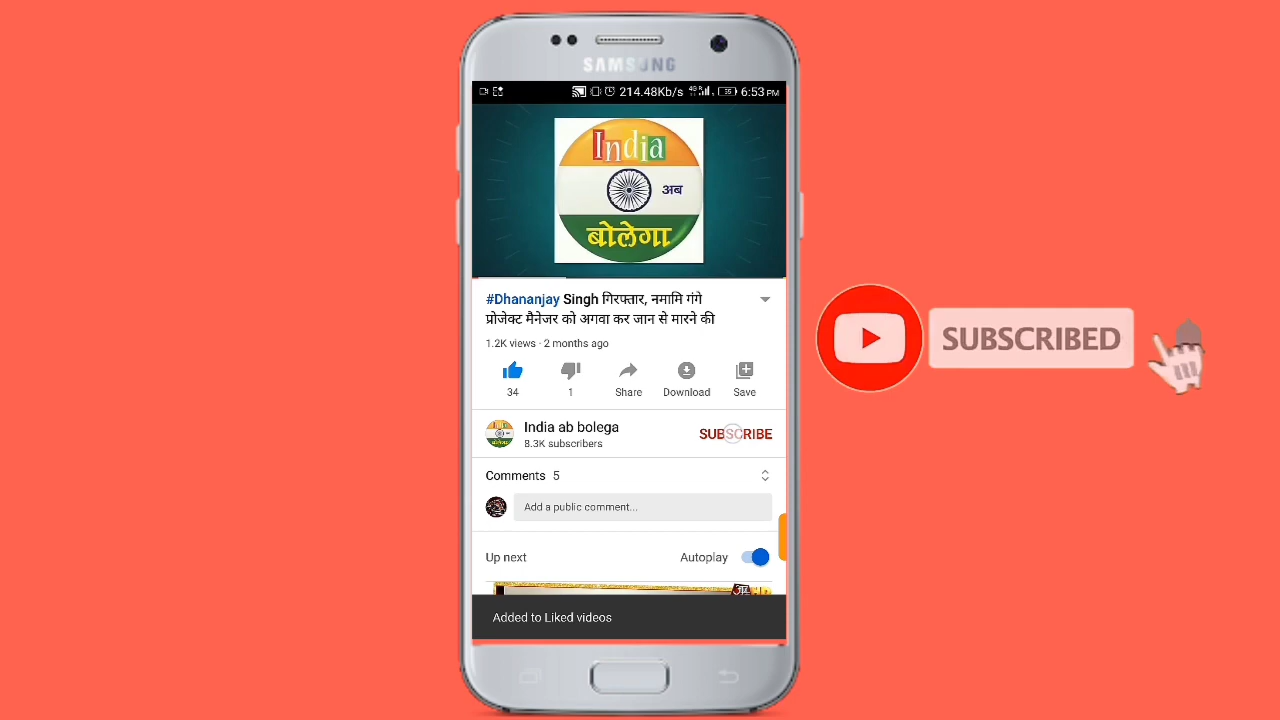 SAMSUNG
214.48Kb/s 4G 35 6:53 PM
India
अब
बोलेगा
#Dhananjay Singh गिरफ्तार, नमामि गंगे
प्रोजेक्ट मैनेजर को अगवा कर जान से मारने की
1.2K views · 2 months ago
34 1 Share Download Save
India ab bolega
8.3K subscribers
SUBSCRIBE
SUBSCRIBED
Comments 5
Add a public comment...
Up next Autoplay
Added to Liked videos